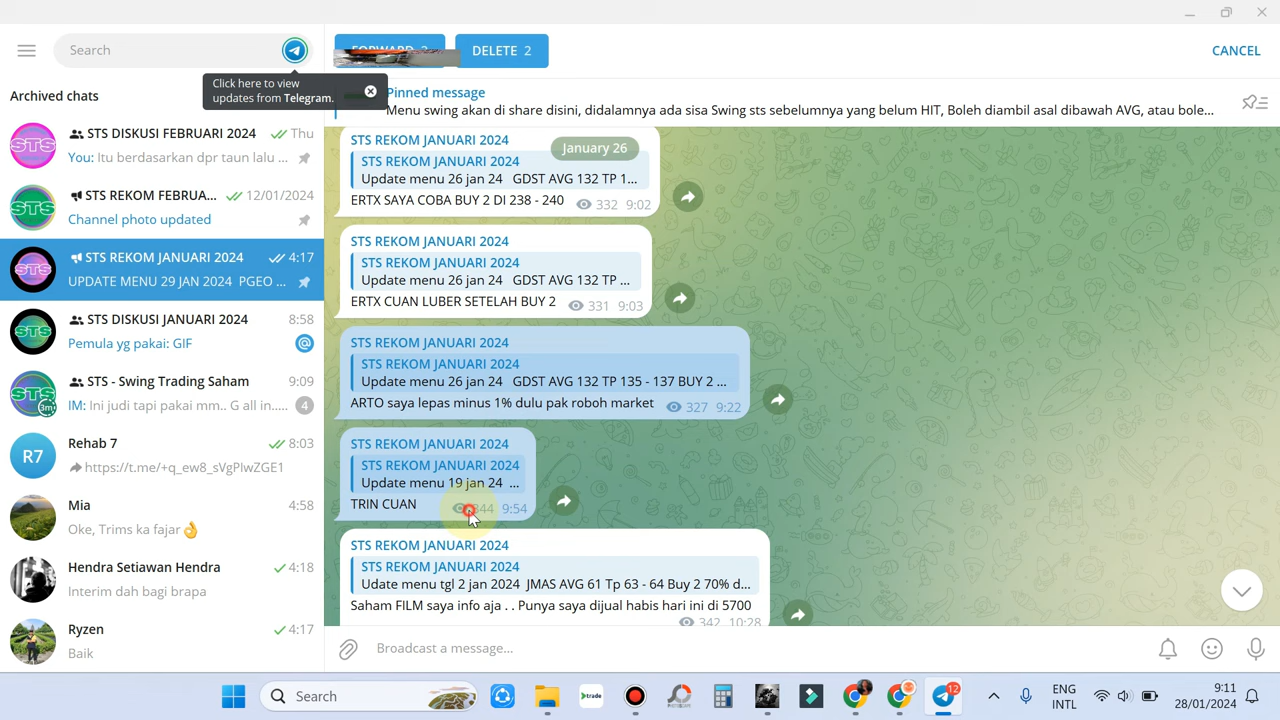 Search
FORWARD 2
DELETE 2
CANCEL
Click here to view
updates from Telegram.
Archived chats
Pinned message
Menu swing akan di share disini, didalamnya ada sisa Swing sts sebelumnya yang belum HIT, Boleh diambil asal dibawah AVG, atau bole...
STS DISKUSI FEBRUARI 2024 Thu
You: Itu berdasarkan dpr taun lalu ...
STS REKOM FEBRUA... 12/01/2024
Channel photo updated
STS REKOM JANUARI 2024 4:17
UPDATE MENU 29 JAN 2024 PGEO ...
STS DISKUSI JANUARI 2024 8:58
Pemula yg pakai: GIF @
STS - Swing Trading Saham 9:09
STS
STS
STS
STS
STS
3m
IM: Ini judi tapi pakai mm.. G all in..... 4
R7
Rehab 7 8:03
https://t.me/+q_ew8_sVgPlwZGE1
Mia 4:58
Oke, Trims ka fajar👌
Hendra Setiawan Hendra 4:18
Interim dah bagi brapa
Ryzen 4:17
Baik
January 26
STS REKOM JANUARI 2024
STS REKOM JANUARI 2024
Update menu 26 jan 24 GDST AVG 132 TP 1...
ERTX SAYA COBA BUY 2 DI 238 - 240 332 9:02
STS REKOM JANUARI 2024
STS REKOM JANUARI 2024
Update menu 26 jan 24 GDST AVG 132 TP ...
ERTX CUAN LUBER SETELAH BUY 2 331 9:03
STS REKOM JANUARI 2024
STS REKOM JANUARI 2024
Update menu 26 jan 24 GDST AVG 132 TP 135 - 137 BUY 2 ...
ARTO saya lepas minus 1% dulu pak roboh market 327 9:22
STS REKOM JANUARI 2024
STS REKOM JANUARI 2024
Update menu 19 jan 24 ...
TRIN CUAN 9:54
STS REKOM JANUARI 2024
STS REKOM JANUARI 2024
Udate menu tgl 2 jan 2024 JMAS AVG 61 Tp 63 - 64 Buy 2 70% d...
Saham FILM saya info aja . . Punya saya dijual habis hari ini di 5700
342 10:28
Broadcast a message...
Search
trade
12
ENG
INTL
9:11
28/01/2024